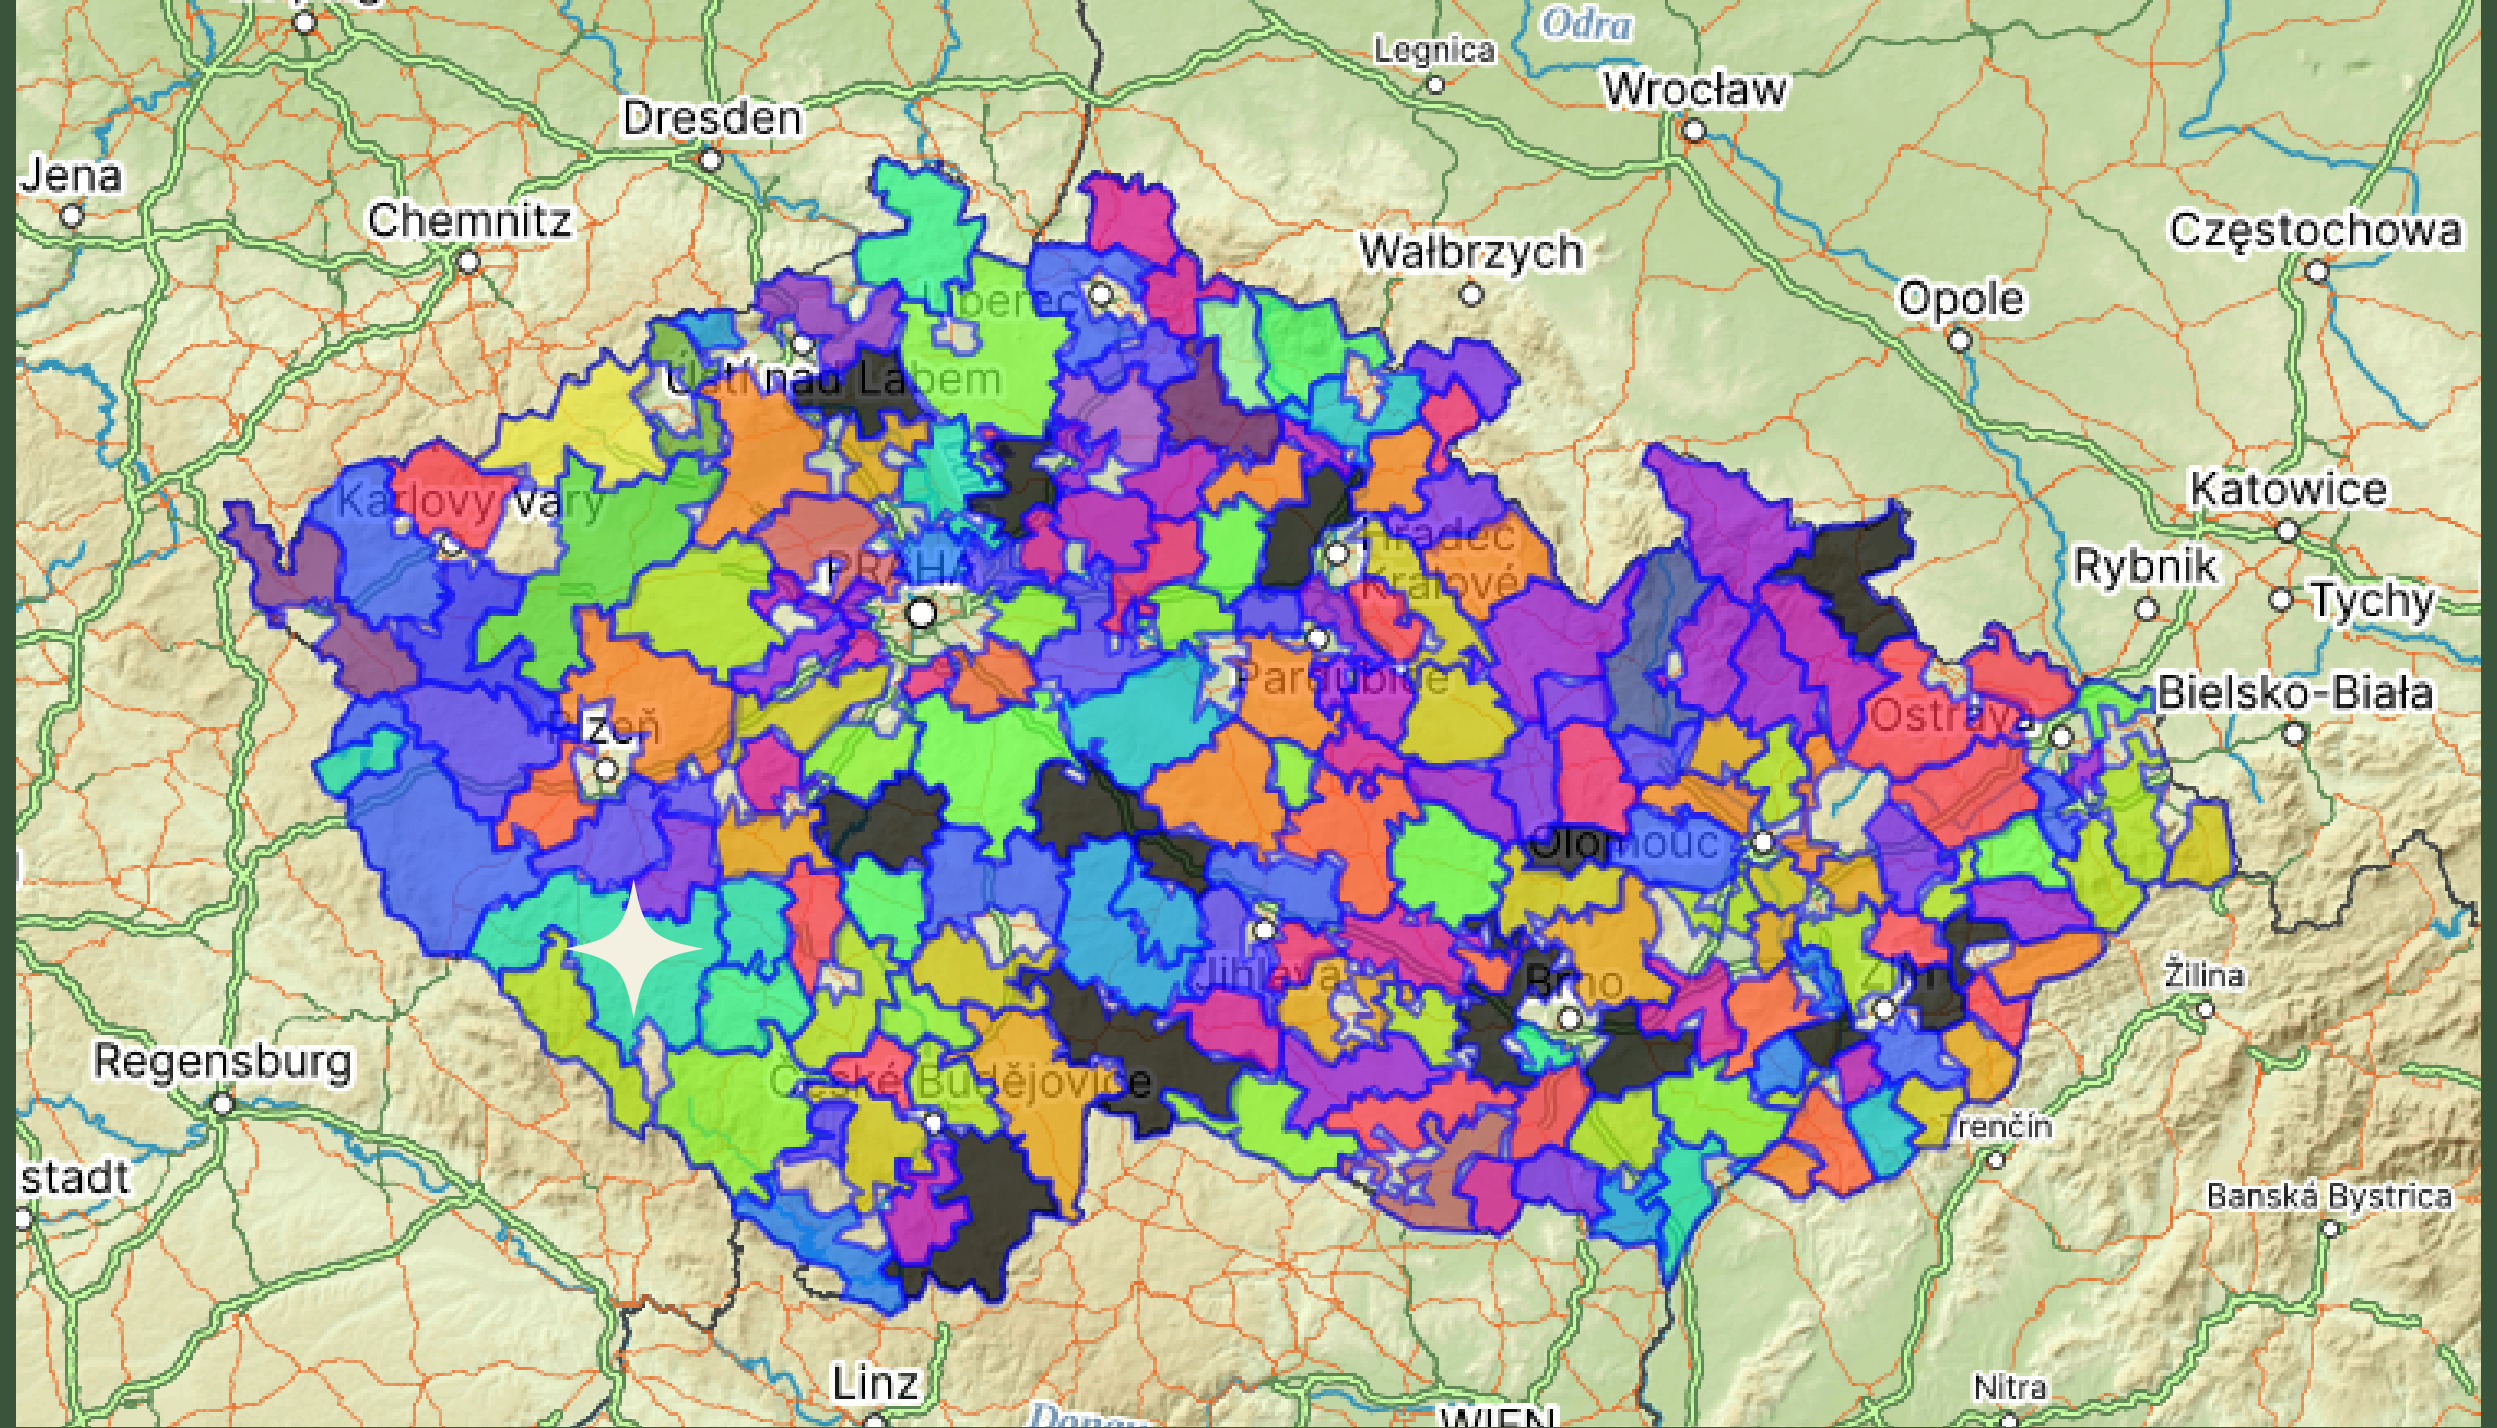 Odra
Legnica
Wrocław
Dresden
Jena
Chemnitz
Wałbrzych
Częstochowa
Opole
Liberec
Ústí nad Labem
Karlovy vary
Katowice
Hradec
Králové
PRAHA
Rybnik
Tychy
Pardubice
Bielsko-Biała
Ostrava
Plzeň
Olomouc
Jihlava
Brno
Zlín
Žilina
Regensburg
České Budějovice
Trenčín
stadt
Banská Bystrica
Linz
Nitra
Donau
WIEN